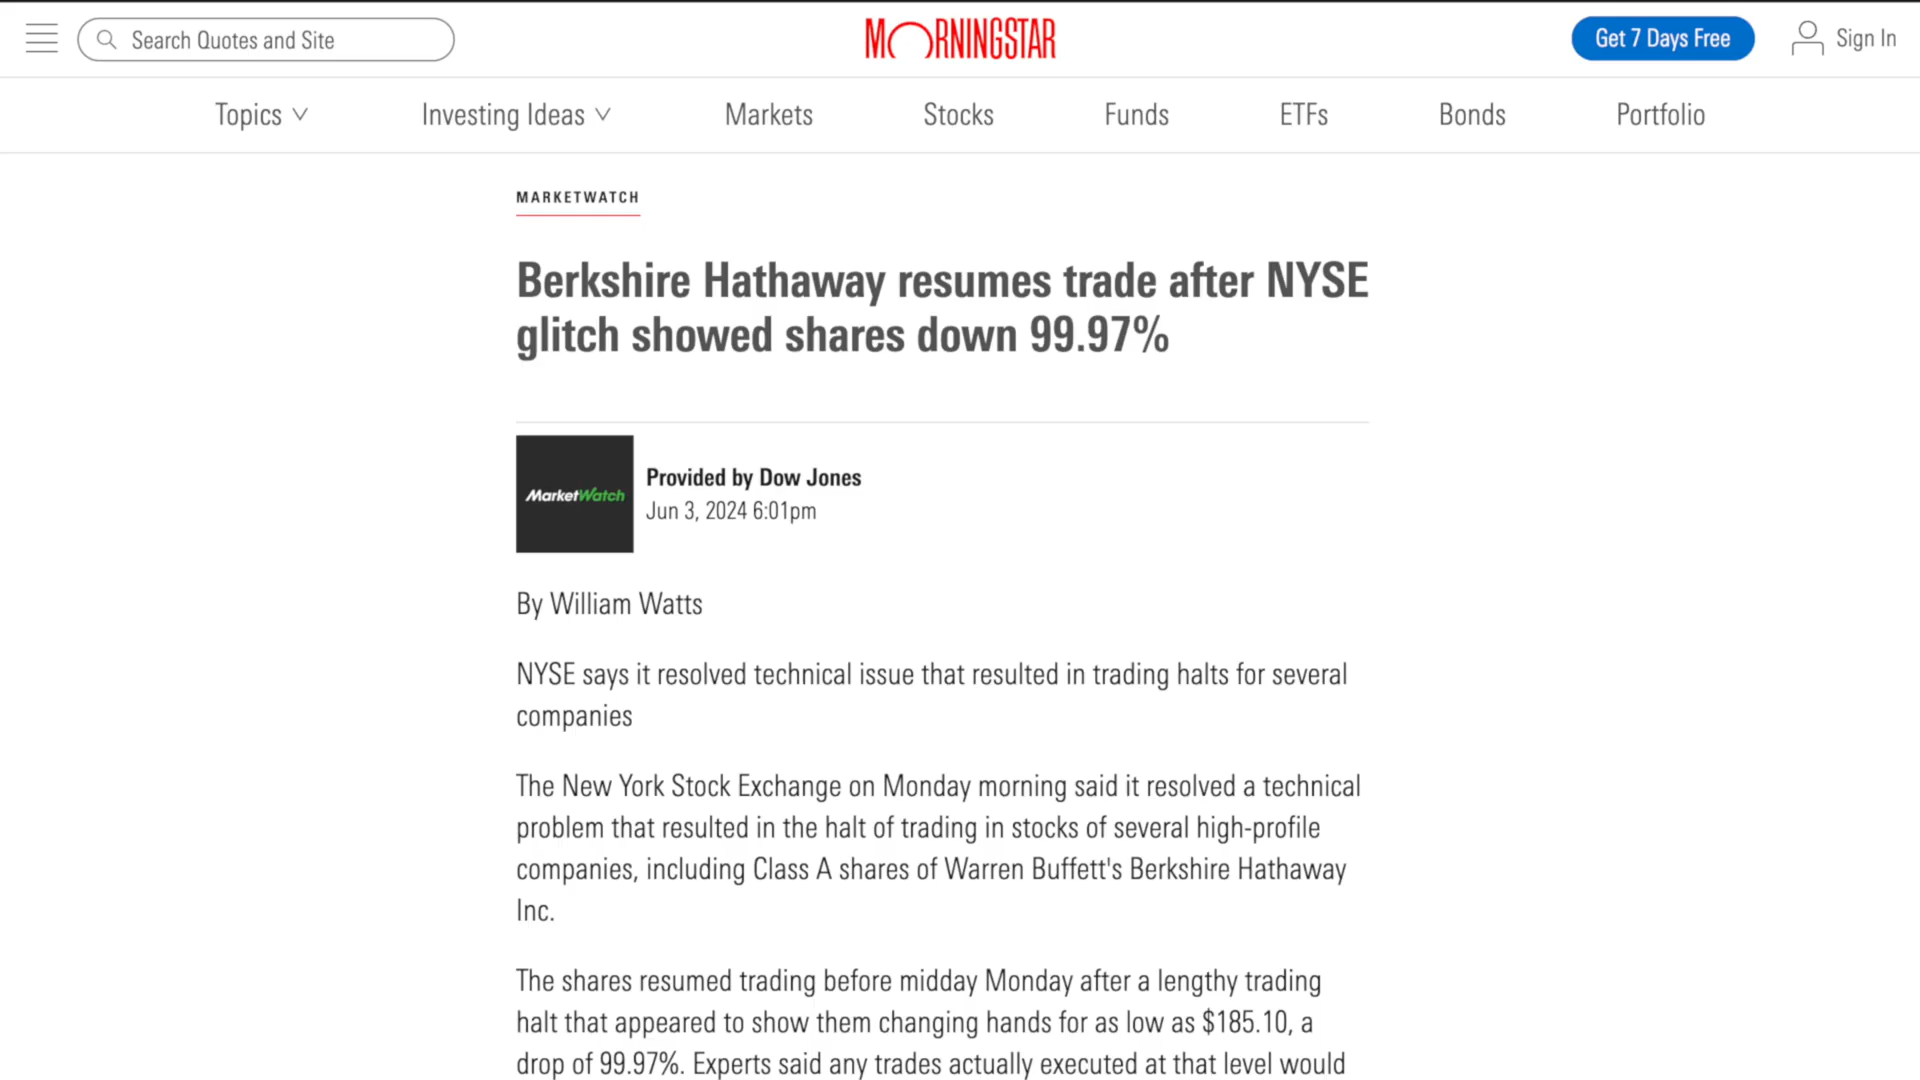 Search Quotes and Site
MORNINGSTAR
Get 7 Days Free
Sign In
Topics
Investing Ideas
Markets
Stocks
Funds
ETFs
Bonds
Portfolio
MARKETWATCH
Berkshire Hathaway resumes trade after NYSE
glitch showed shares down 99.97%
MarketWatch
Provided by Dow Jones
Jun 3, 2024 6:01pm
By William Watts
NYSE says it resolved technical issue that resulted in trading halts for several
companies
The New York Stock Exchange on Monday morning said it resolved a technical
problem that resulted in the halt of trading in stocks of several high-profile
companies, including Class A shares of Warren Buffett's Berkshire Hathaway
Inc.
The shares resumed trading before midday Monday after a lengthy trading
halt that appeared to show them changing hands for as low as $185.10, a
drop of 99.97%. Experts said any trades actually executed at that level would